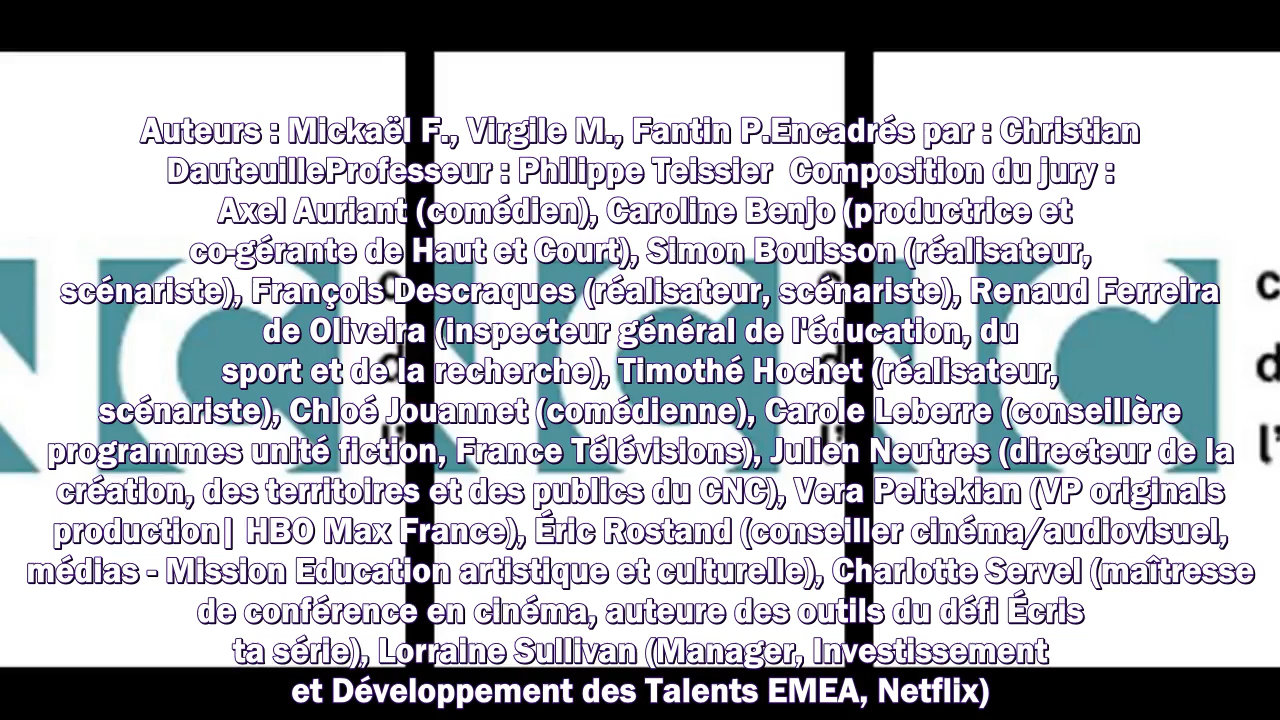 Auteurs : Mickaël F., Virgile M., Fantin P.Encadrés par : Christian
DauteuilleProfesseur : Philippe Teissier  Composition du jury :
Axel Auriant (comédien), Caroline Benjo (productrice et
co-gérante de Haut et Court), Simon Bouisson (réalisateur,
scénariste), François Descraques (réalisateur, scénariste), Renaud Ferreira
de Oliveira (inspecteur général de l'éducation, du
sport et de la recherche), Timothé Hochet (réalisateur,
scénariste), Chloé Jouannet (comédienne), Carole Leberre (conseillère
programmes unité fiction, France Télévisions), Julien Neutres (directeur de la
création, des territoires et des publics du CNC), Vera Peltekian (VP originals
production| HBO Max France), Éric Rostand (conseiller cinéma/audiovisuel,
médias - Mission Education artistique et culturelle), Charlotte Servel (maîtresse
de conférence en cinéma, auteure des outils du défi Écris
ta série), Lorraine Sullivan (Manager, Investissement
et Développement des Talents EMEA, Netflix)